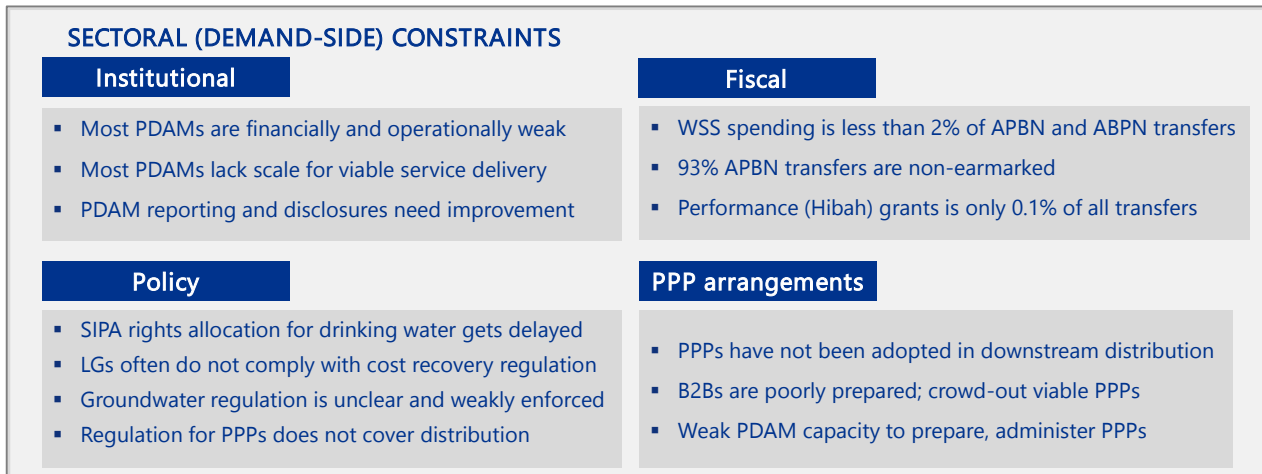 SECTORAL (DEMAND-SIDE) CONSTRAINTS
Institutional
▪ Most PDAMs are financially and operationally weak
▪ Most PDAMs lack scale for viable service delivery
▪ PDAM reporting and disclosures need improvement
Fiscal
▪ WSS spending is less than 2% of APBN and ABPN transfers
▪ 93% APBN transfers are non-earmarked
▪ Performance (Hibah) grants is only 0.1% of all transfers
Policy
▪ SIPA rights allocation for drinking water gets delayed
▪ LGs often do not comply with cost recovery regulation
▪ Groundwater regulation is unclear and weakly enforced
▪ Regulation for PPPs does not cover distribution
PPP arrangements
▪ PPPs have not been adopted in downstream distribution
▪ B2Bs are poorly prepared; crowd-out viable PPPs
▪ Weak PDAM capacity to prepare, administer PPPs